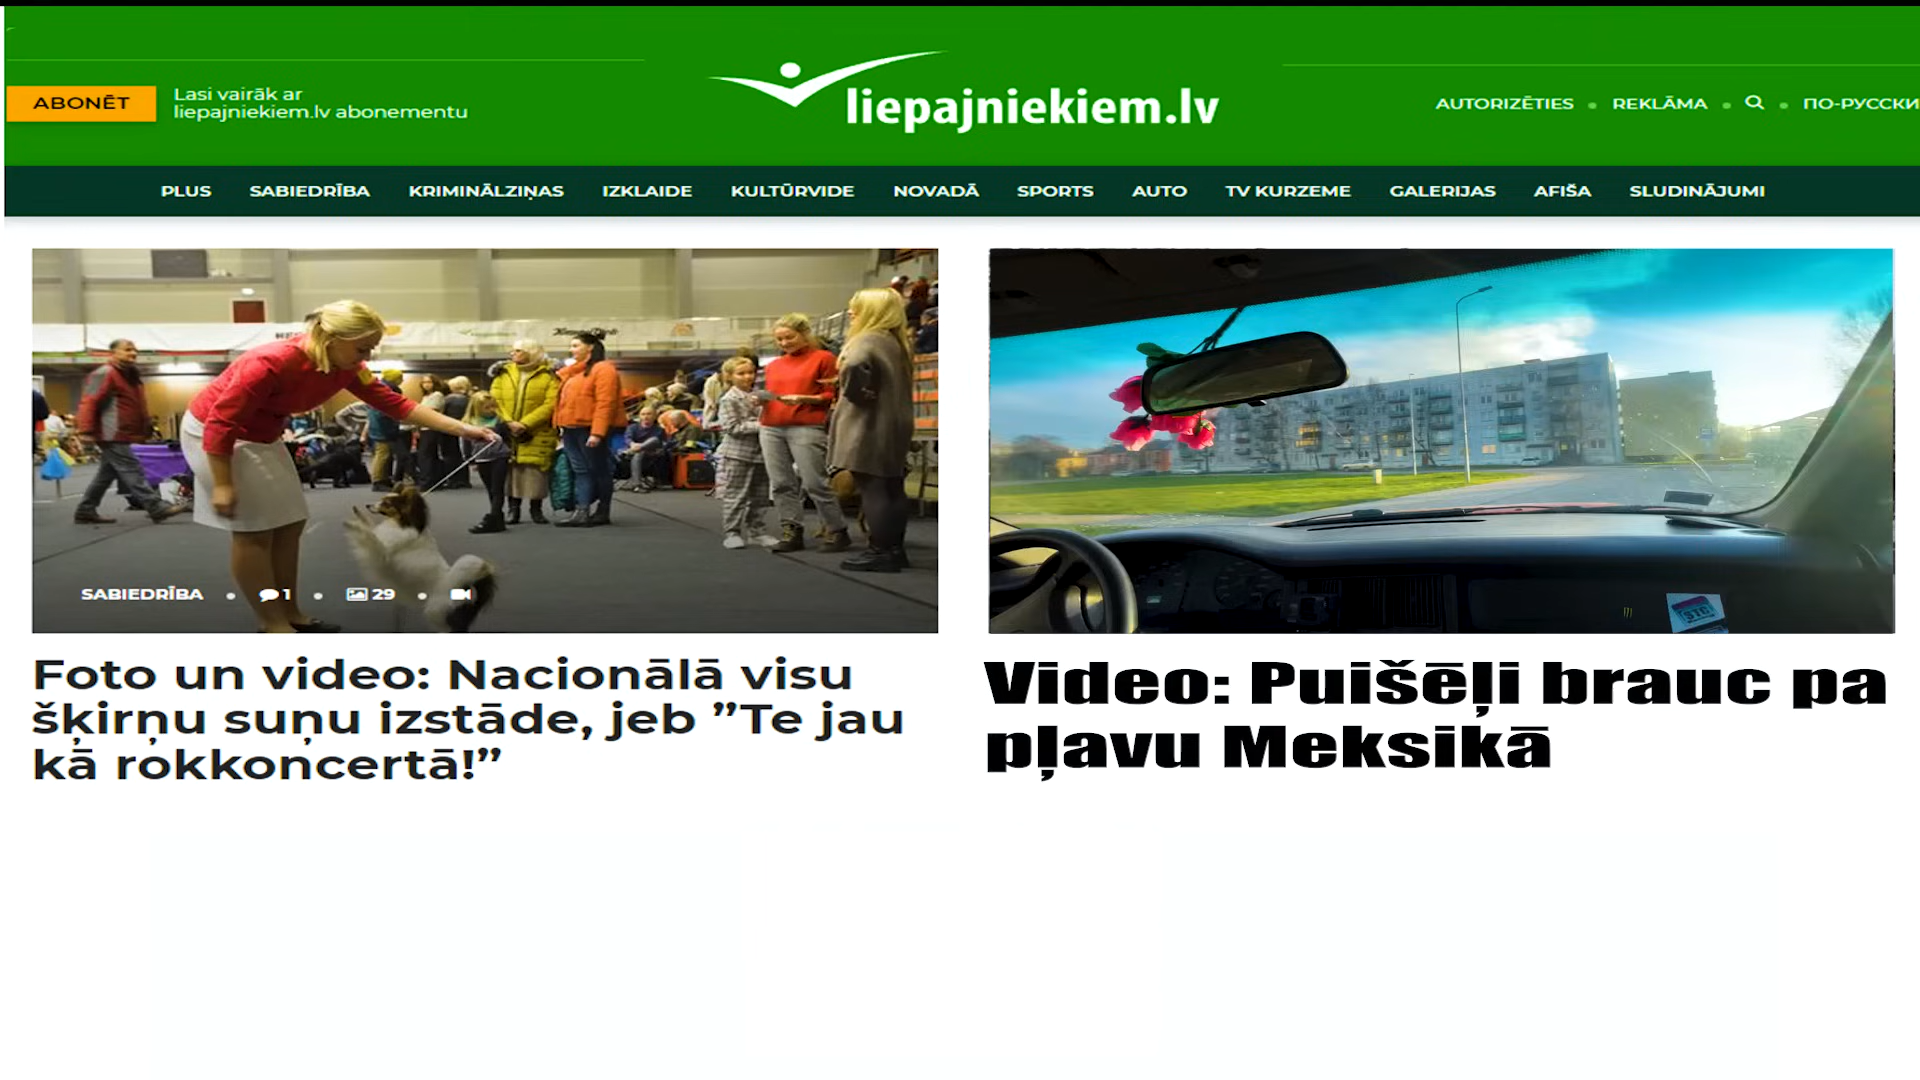 ABONĒT
Lasi vairāk ar
liepajniekiem.lv abonementu
liepajniekiem.lv
AUTORIZĒTIES • REKLĀMA • • ПО-РУССКИ
PLUS SABIEDRĪBA KRIMINĀLZIŅAS IZKLAIDE KULTŪRVIDE NOVADĀ SPORTS AUTO TV KURZEME GALERIJAS AFIŠA SLUDINĀJUMI
SABIEDRĪBA • 1 • 29 •
Foto un video: Nacionālā visu
šķirņu suņu izstāde, jeb ”Te jau
kā rokkoncertā!”
STC
Video: Puišēļi brauc pa
pļavu Meksikā